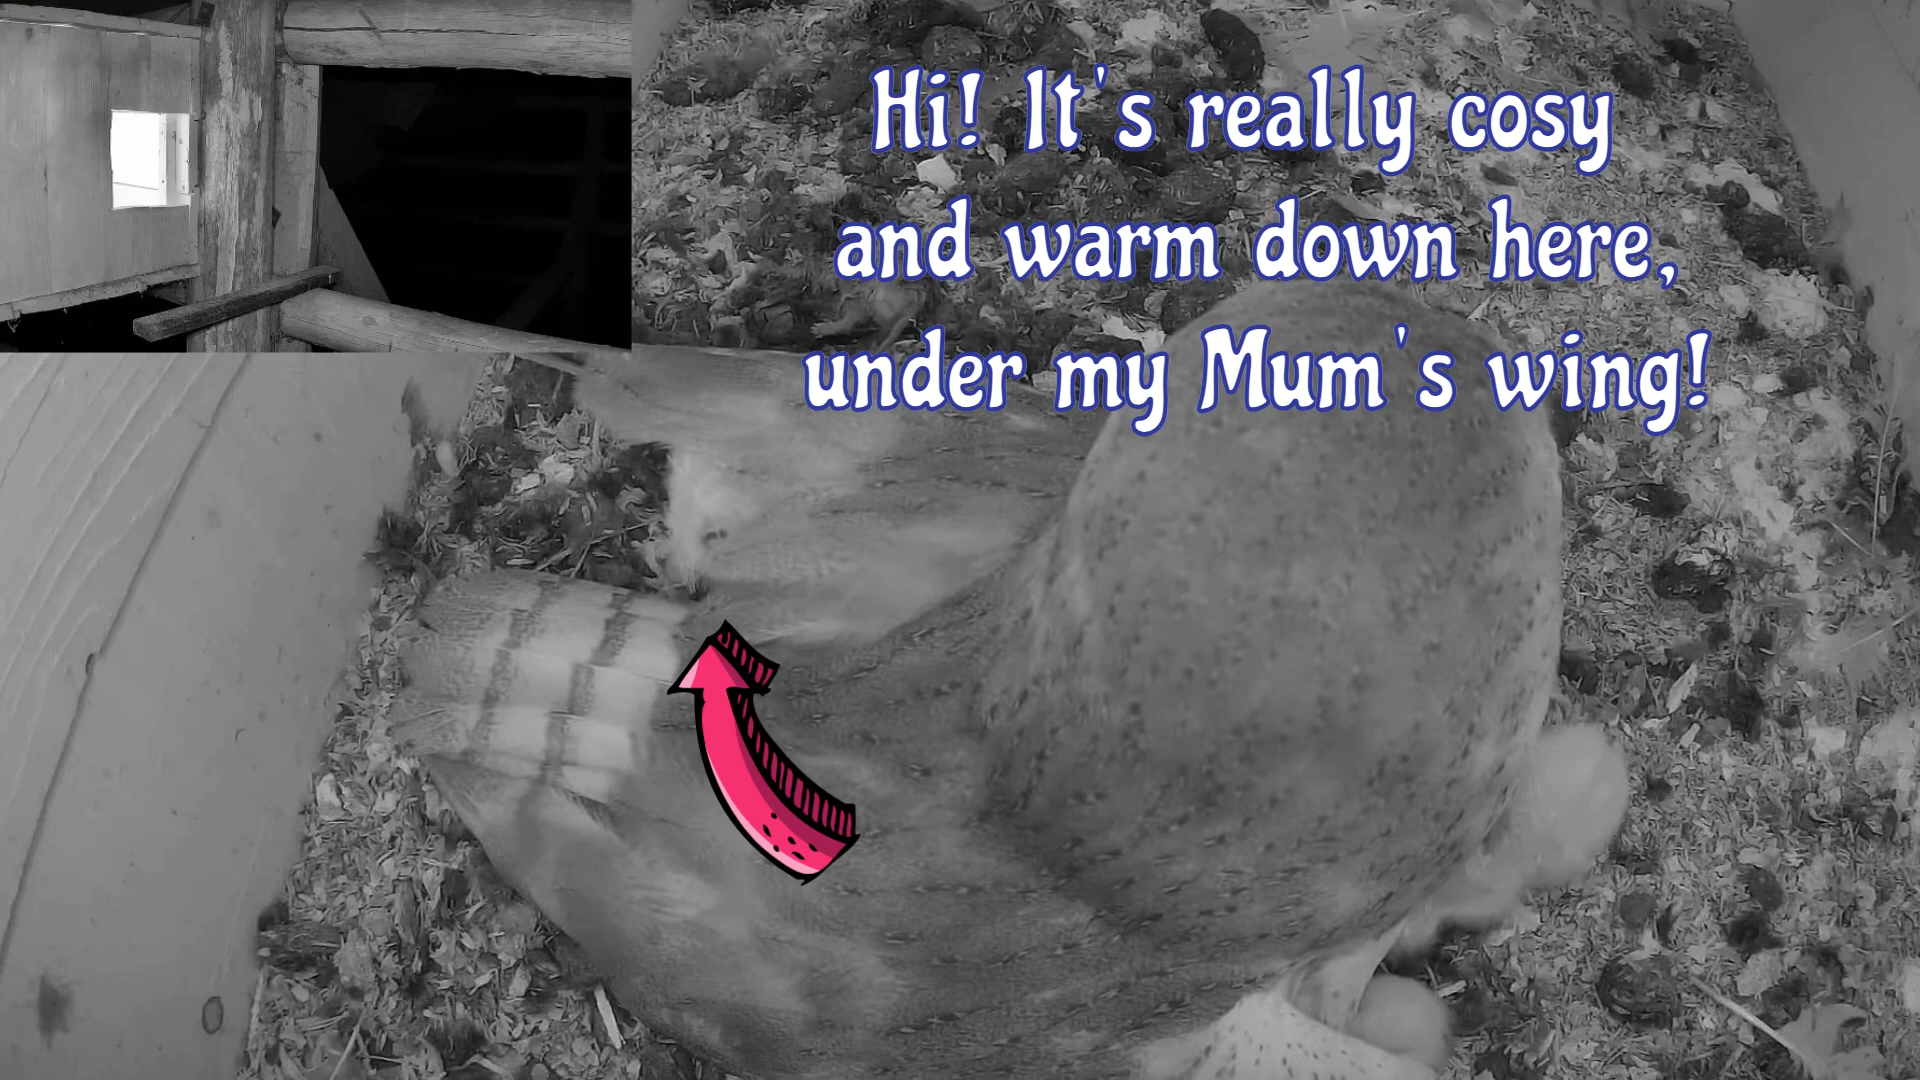 Hi! It's really cosy
and warm down here,
under my Mum's wing!